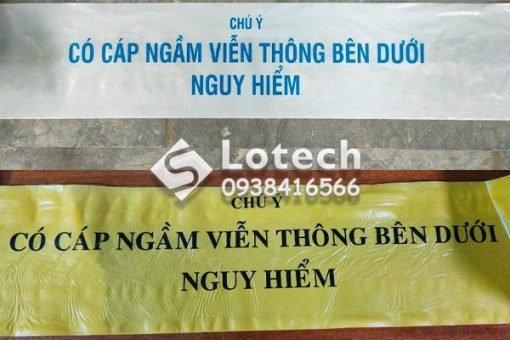 CHÚ Ý
CÓ CÁP NGẦM VIỄN THÔNG BÊN DƯỚI
NGUY HIỂM
Lotech
0938416566
CHÚ Ý
CÓ CÁP NGẦM VIỄN THÔNG BÊN DƯỚI
NGUY HIỂM